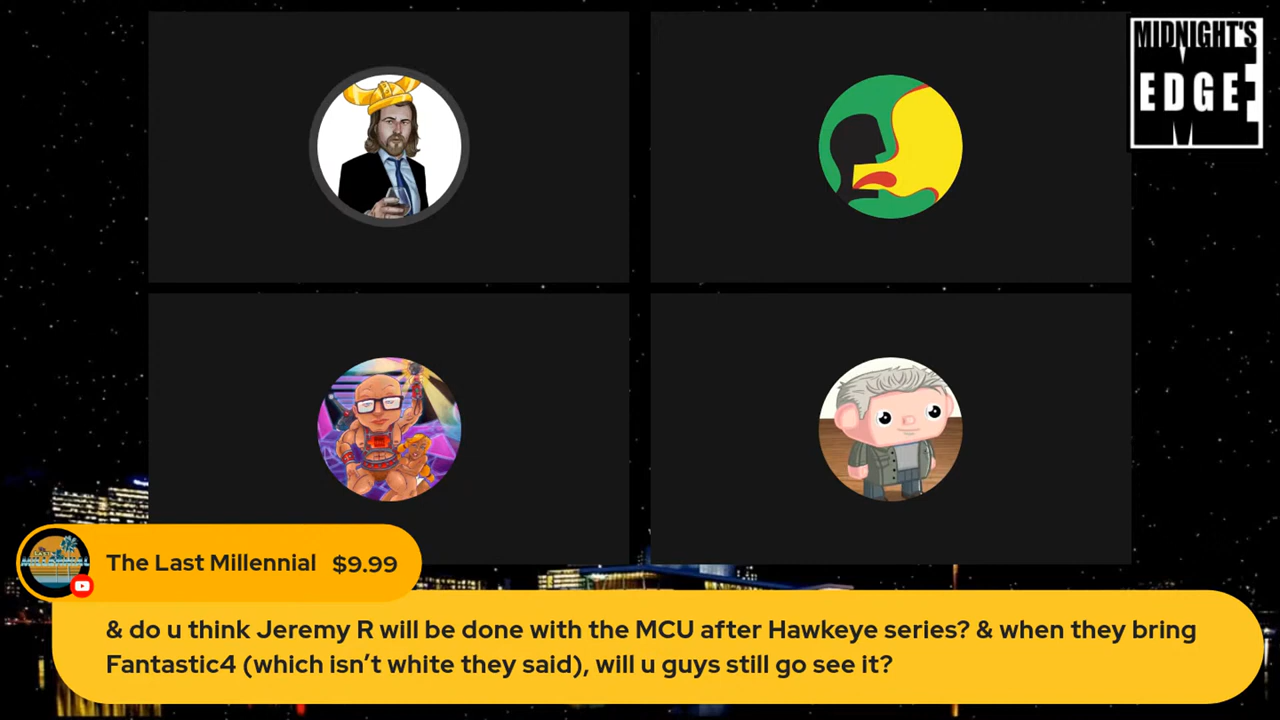 MIDNIGHT'S
EDGE
The Last Millennial $9.99
& do u think Jeremy R will be done with the MCU after Hawkeye series? & when they bring
Fantastic4 (which isn't white they said), will u guys still go see it?